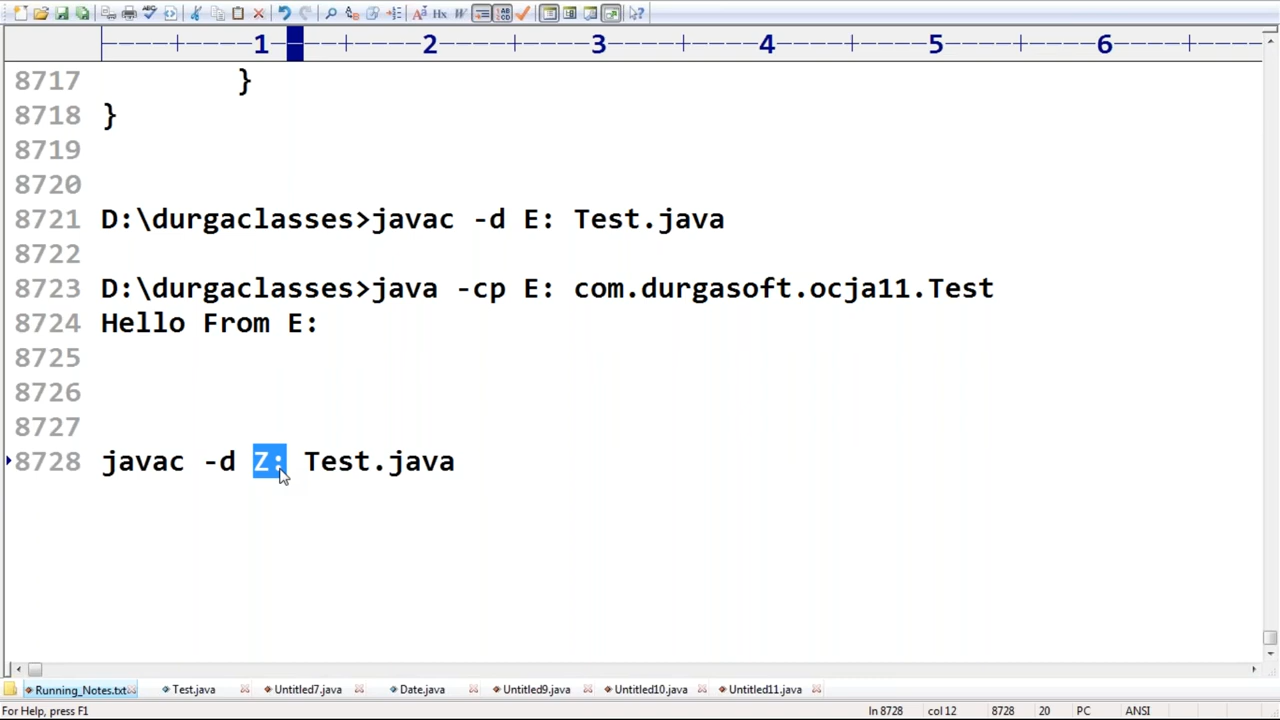 1 2 3 4 5 6
8717 }
8718 }
8719
8720
8721 D:\durgaclasses>javac -d E: Test.java
8722
8723 D:\durgaclasses>java -cp E: com.durgasoft.ocja11.Test
8724 Hello From E:
8725
8726
8727
8728 javac -d Z: Test.java
Running_Notes.txt Test.java Untitled7.java Date.java Untitled9.java Untitled10.java Untitled11.java
For Help, press F1 ln 8728 col 12 8728 20 PC ANSI